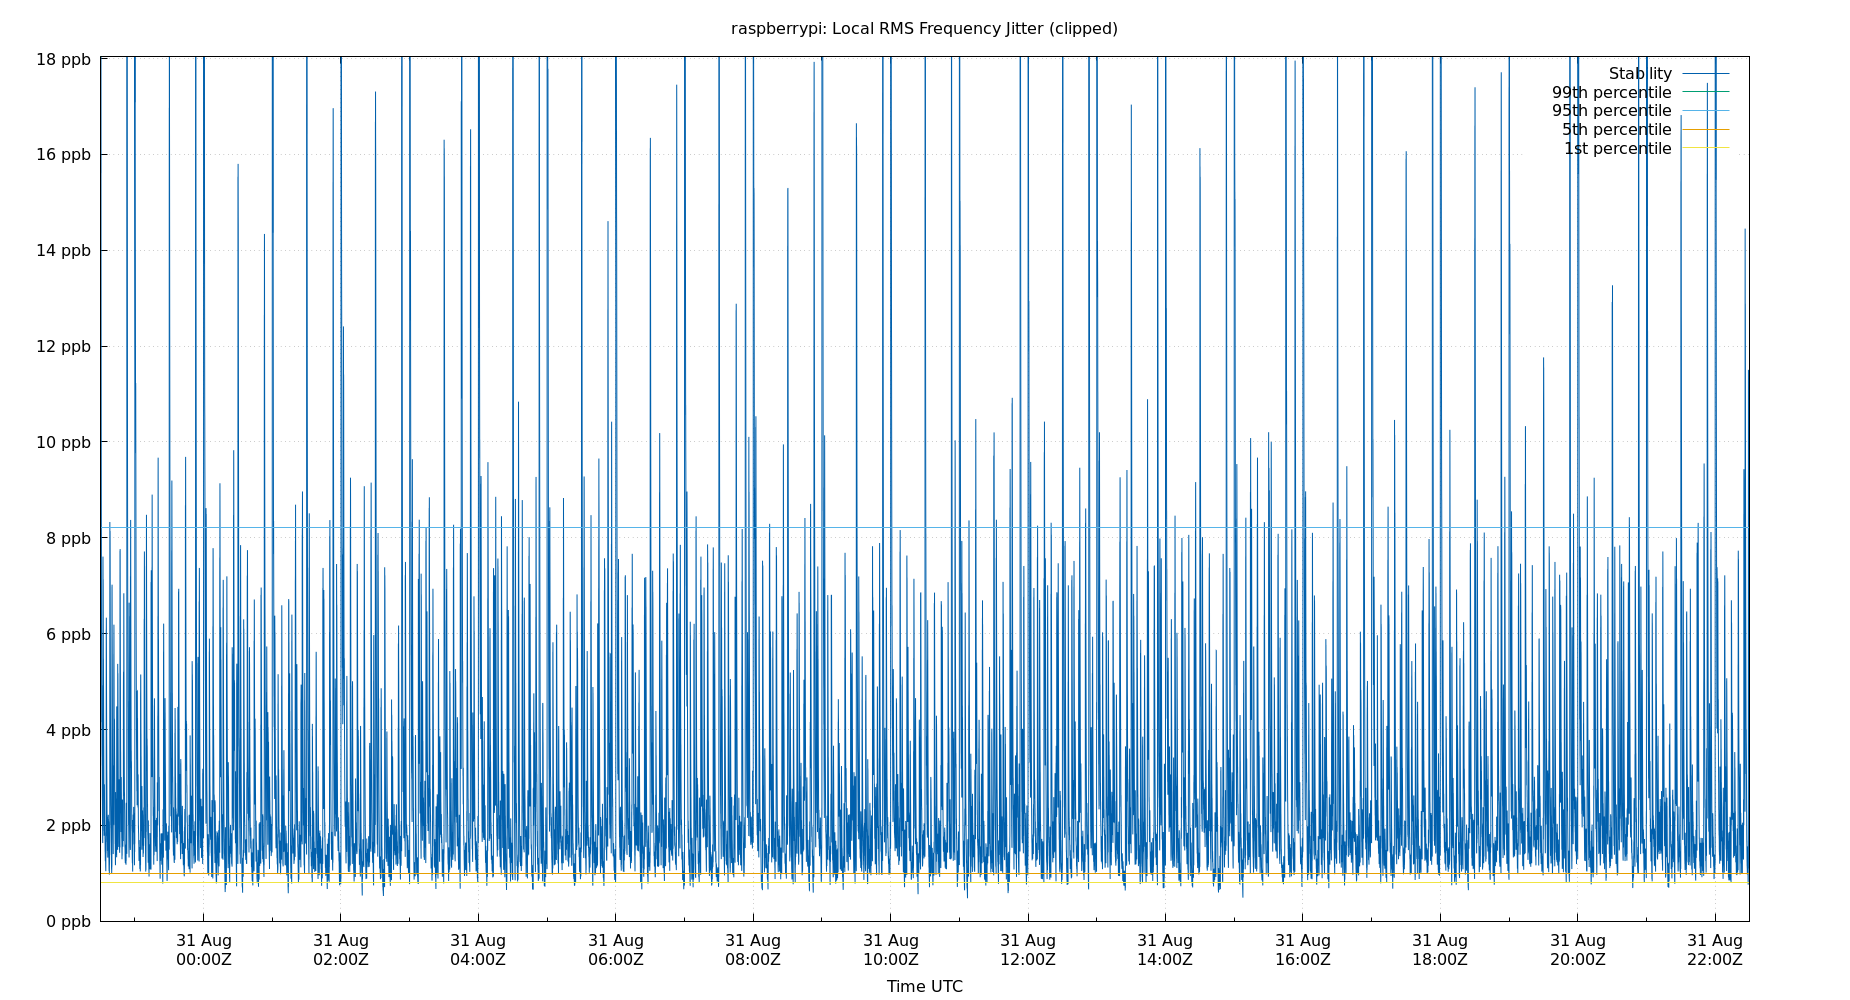 raspberrypi: Local RMS Frequency Jitter (clipped)
18 ppb
16 ppb
14 ppb
12 ppb
10 ppb
8 ppb
6 ppb
4 ppb
2 ppb
0 ppb
Stability
99th percentile
95th percentile
5th percentile
1st percentile
31 Aug 31 Aug 31 Aug 31 Aug 31 Aug 31 Aug 31 Aug 31 Aug 31 Aug 31 Aug 31 Aug 31 Aug
00:00Z 02:00Z 04:00Z 06:00Z 08:00Z 10:00Z 12:00Z 14:00Z 16:00Z 18:00Z 20:00Z 22:00Z
Time UTC